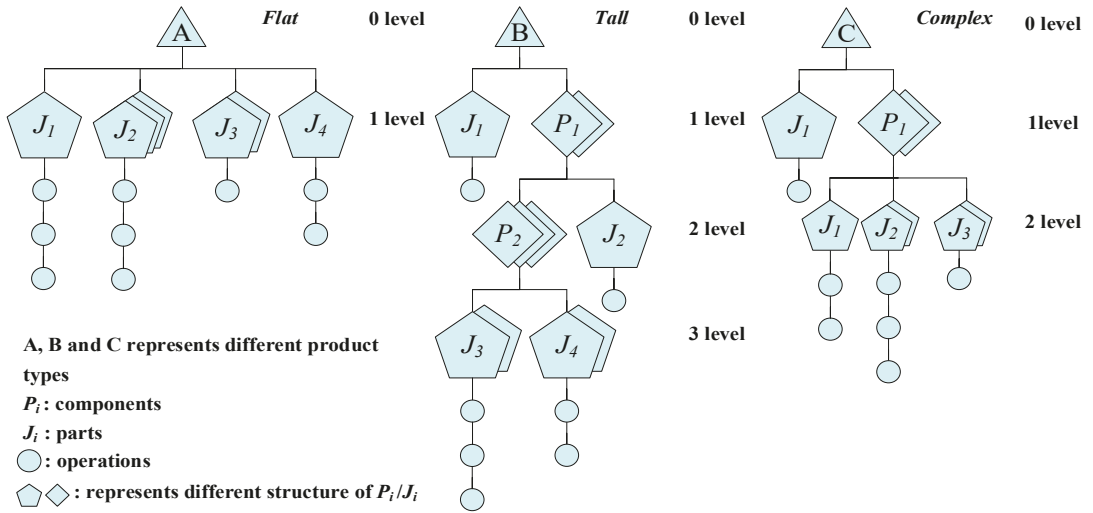 A Flat 0 level B Tall 0 level C Complex 0 level
J1 J2 J3 J4 1 level J1 P1 1 level J1 P1 1level
P2 J2 2 level J1 J2 J3 2 level
J3 J4 3 level
A, B and C represents different product
types
Pi : components
Ji : parts
: operations
: represents different structure of Pi/Ji